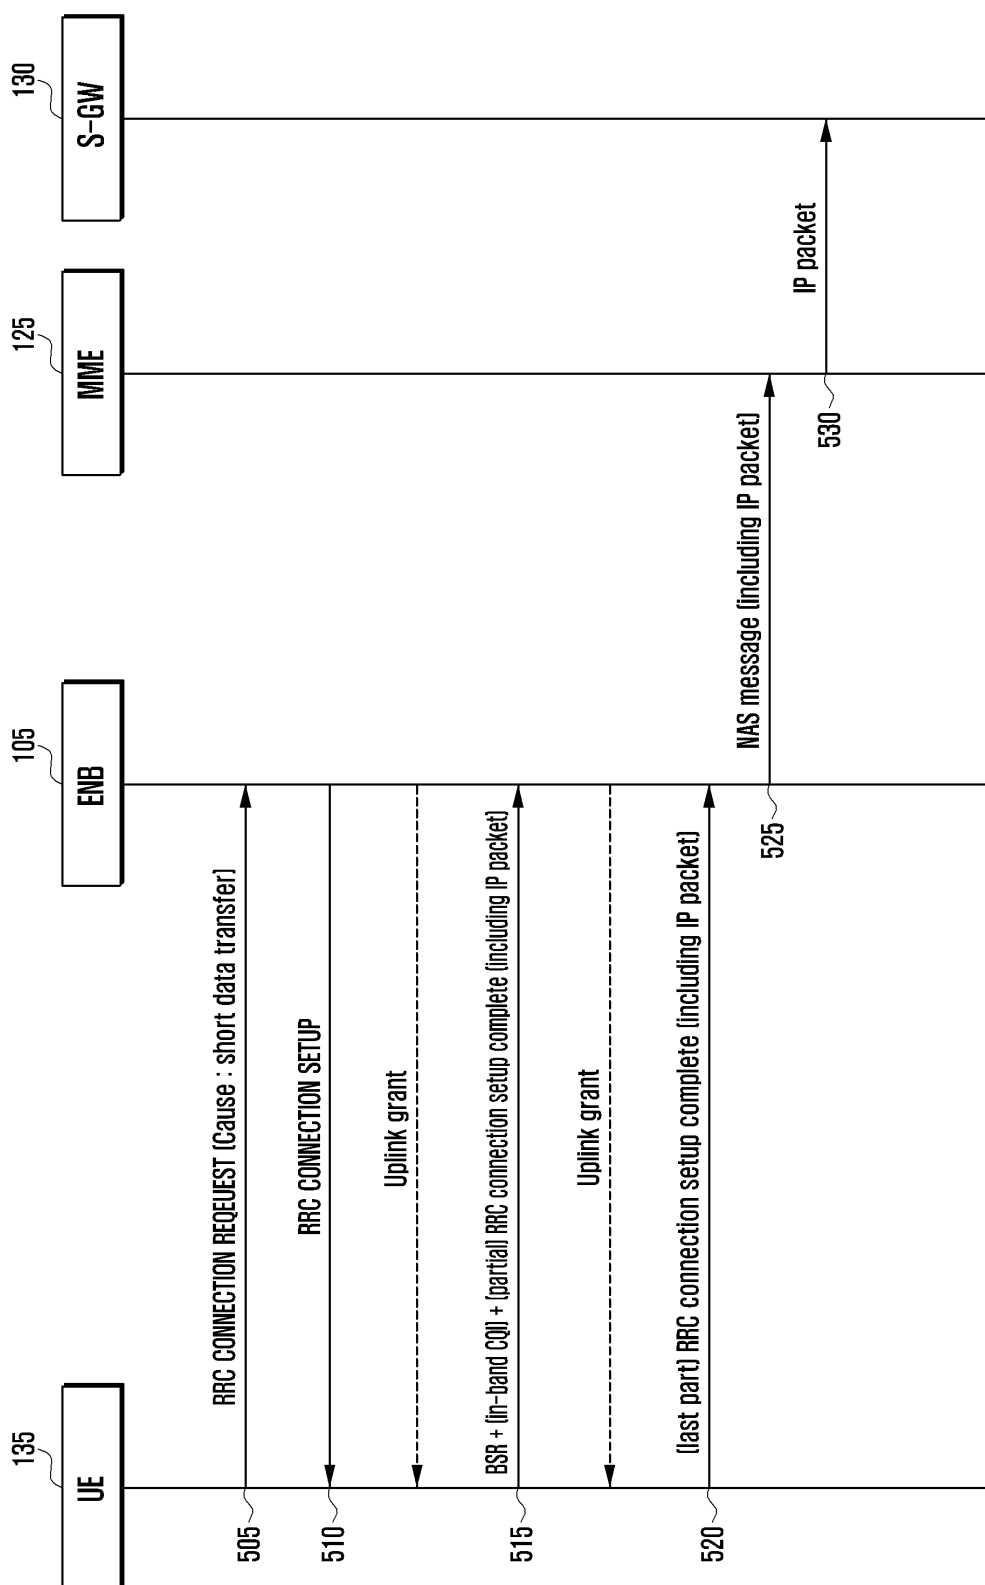 135
UE
105
ENB
125
MME
130
S-GW
RRC CONNECTION REQEUEST (Cause : short data transfer)
505
RRC CONNECTION SETUP
510
Uplink grant
BSR + (in-band CQI) + (partial) RRC connection setup complete (including IP packet)
515
Uplink grant
(last part) RRC connection setup complete (including IP packet)
520
NAS message (including IP packet)
525
IP packet
530